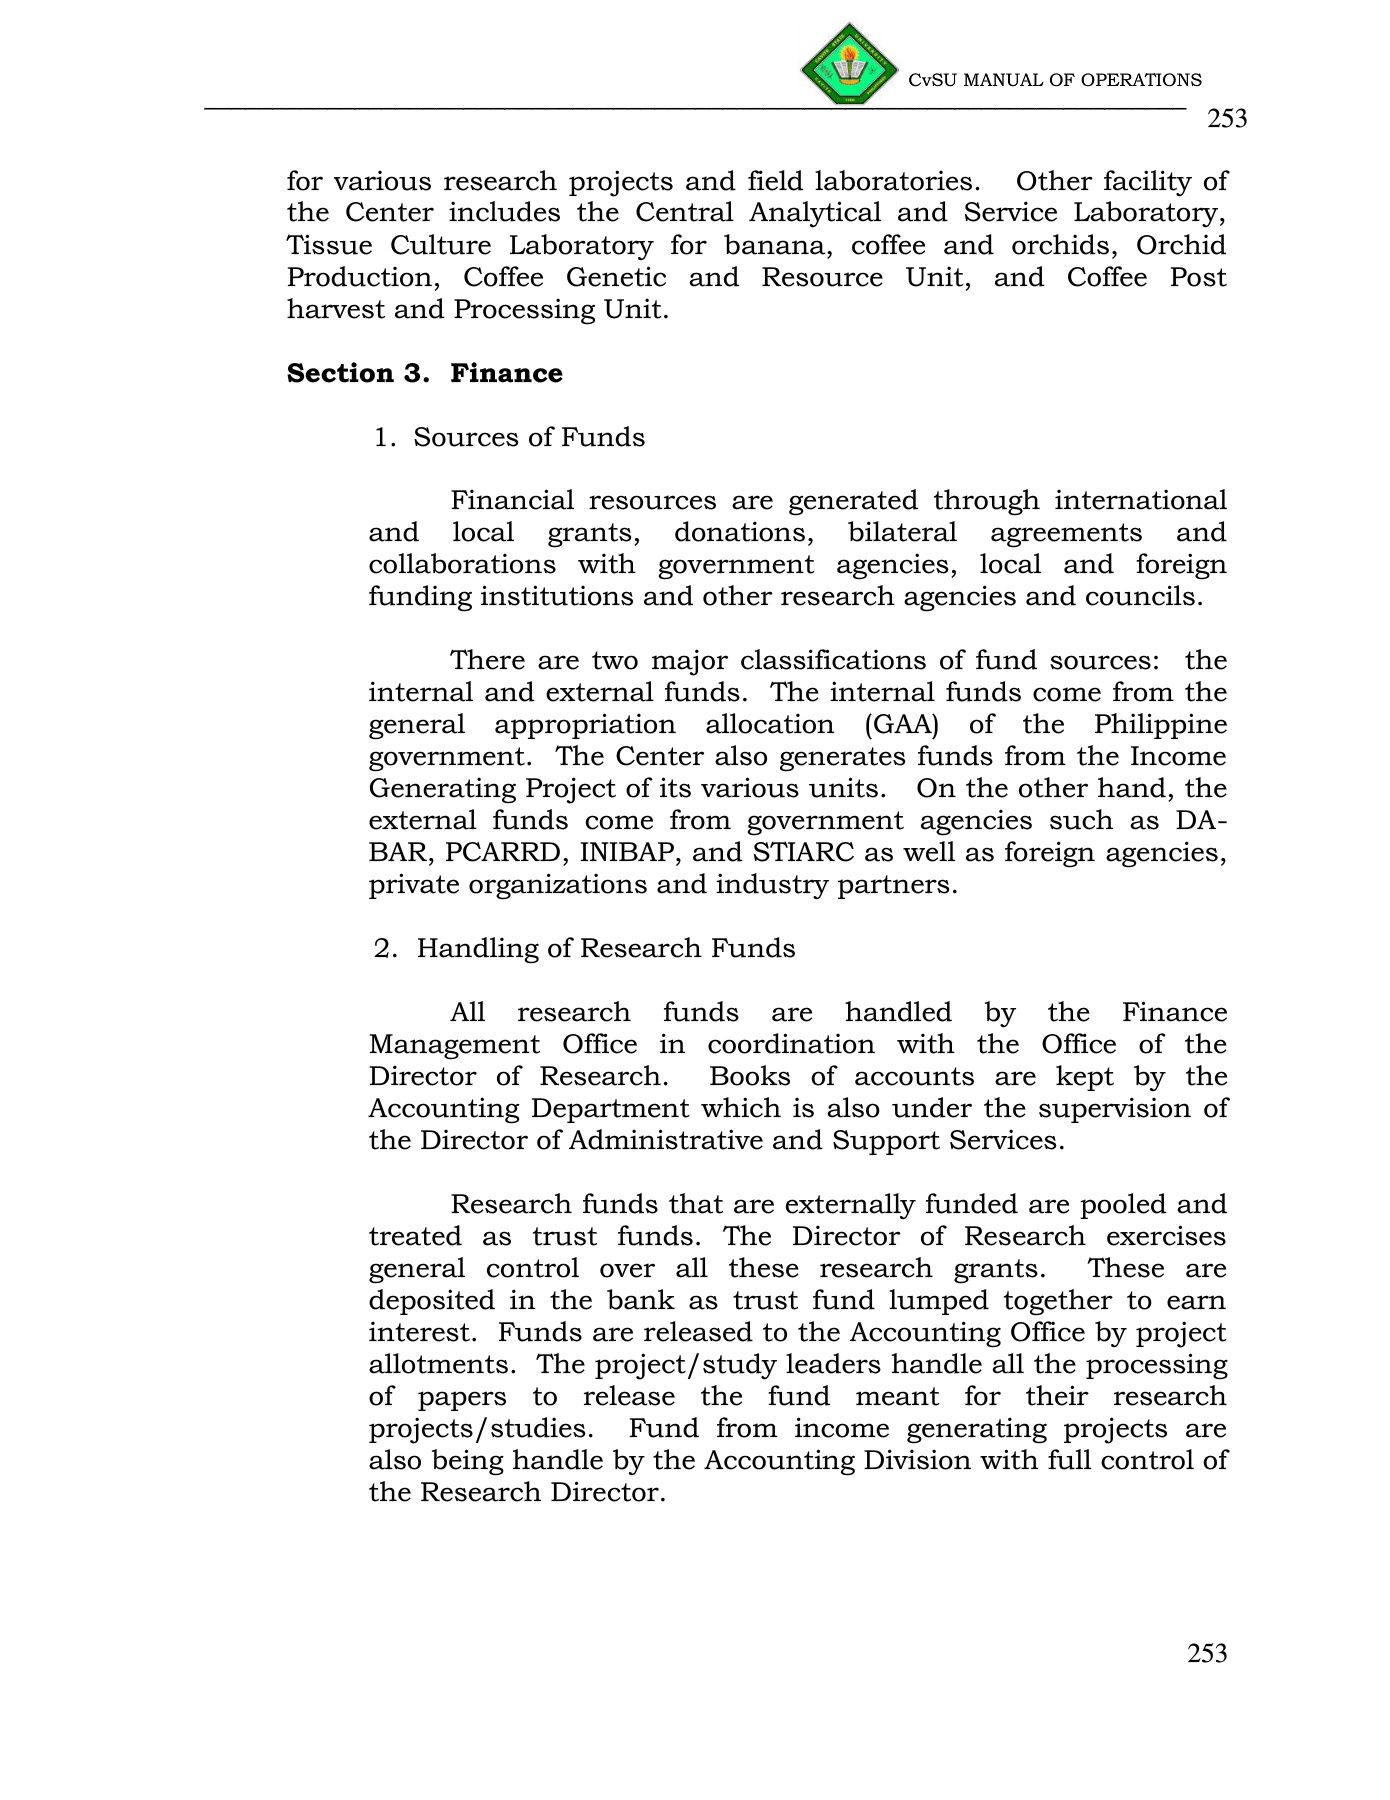 CvSU MANUAL OF OPERATIONS
253
for various research projects and field laboratories. Other facility of
the Center includes the Central Analytical and Service Laboratory,
Tissue Culture Laboratory for banana, coffee and orchids, Orchid
Production, Coffee Genetic and Resource Unit, and Coffee Post
harvest and Processing Unit.
Section 3. Finance
1. Sources of Funds
Financial resources are generated through international
and local grants, donations, bilateral agreements and
collaborations with government agencies, local and foreign
funding institutions and other research agencies and councils.
There are two major classifications of fund sources: the
internal and external funds. The internal funds come from the
general appropriation allocation (GAA) of the Philippine
government. The Center also generates funds from the Income
Generating Project of its various units. On the other hand, the
external funds come from government agencies such as DA-
BAR, PCARRD, INIBAP, and STIARC as well as foreign agencies,
private organizations and industry partners.
2. Handling of Research Funds
All research funds are handled by the Finance
Management Office in coordination with the Office of the
Director of Research. Books of accounts are kept by the
Accounting Department which is also under the supervision of
the Director of Administrative and Support Services.
Research funds that are externally funded are pooled and
treated as trust funds. The Director of Research exercises
general control over all these research grants. These are
deposited in the bank as trust fund lumped together to earn
interest. Funds are released to the Accounting Office by project
allotments. The project/study leaders handle all the processing
of papers to release the fund meant for their research
projects/studies. Fund from income generating projects are
also being handle by the Accounting Division with full control of
the Research Director.
253